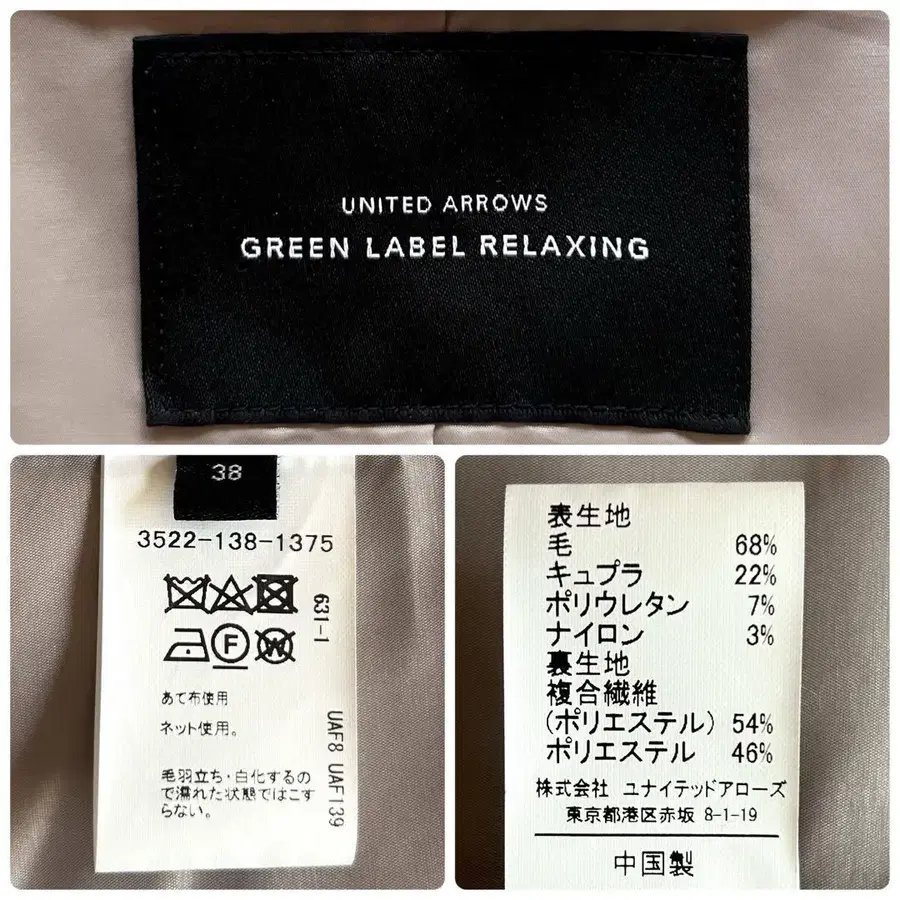 UNITED ARROWS
GREEN LABEL RELAXING
38
3522-138-1375
631-1
F
W
あて布使用
ネット使用。
毛羽立ち・白化するの
で濡れた状態ではこす
らない。
UAF8 UAF139
表生地
毛 68%
キュプラ 22%
ポリウレタン 7%
ナイロン 3%
裏生地
複合繊維
(ポリエステル) 54%
ポリエステル 46%
株式会社 ユナイテッドアローズ
東京都港区赤坂 8-1-19
中国製